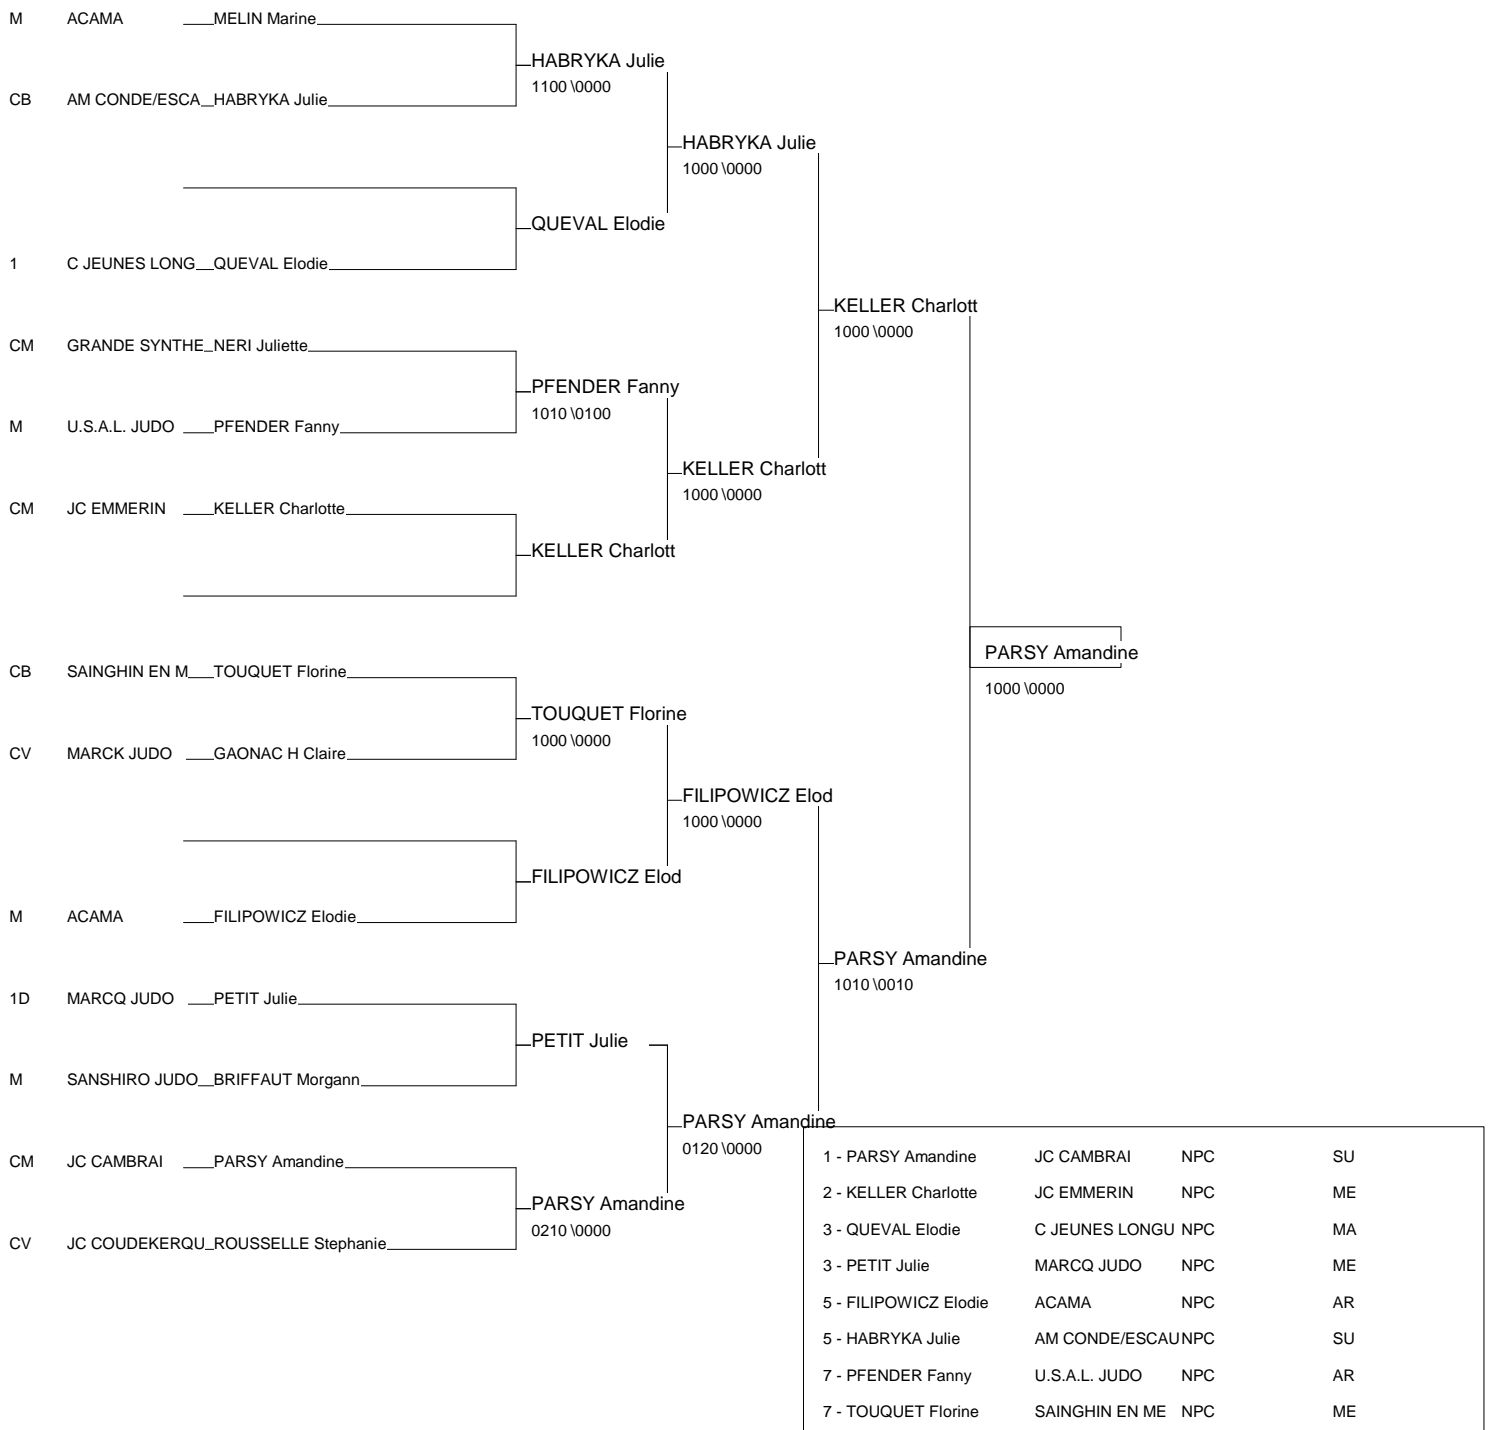 M ACAMA MELIN Marine
HABRYKA Julie
1100 \0000
CB AM CONDE/ESCA HABRYKA Julie
HABRYKA Julie
1000 \0000
QUEVAL Elodie
1 C JEUNES LONG QUEVAL Elodie
KELLER Charlott
1000 \0000
CM GRANDE SYNTHE NERI Juliette
PFENDER Fanny
1010 \0100
M U.S.A.L. JUDO PFENDER Fanny
KELLER Charlott
1000 \0000
CM JC EMMERIN KELLER Charlotte
KELLER Charlott
PARSY Amandine
1000 \0000
CB SAINGHIN EN M TOUQUET Florine
TOUQUET Florine
1000 \0000
CV MARCK JUDO GAONAC H Claire
FILIPOWICZ Elod
1000 \0000
FILIPOWICZ Elod
M ACAMA FILIPOWICZ Elodie
PARSY Amandine
1010 \0010
1D MARCQ JUDO PETIT Julie
PETIT Julie
M SANSHIRO JUDO BRIFFAUT Morgann
PARSY Amandine
0120 \0000
CM JC CAMBRAI PARSY Amandine
PARSY Amandine
0210 \0000
CV JC COUDEKERQU ROUSSELLE Stephanie
1 - PARSY Amandine JC CAMBRAI NPC SU
2 - KELLER Charlotte JC EMMERIN NPC ME
3 - QUEVAL Elodie C JEUNES LONGU NPC MA
3 - PETIT Julie MARCQ JUDO NPC ME
5 - FILIPOWICZ Elodie ACAMA NPC AR
5 - HABRYKA Julie AM CONDE/ESCAU NPC SU
7 - PFENDER Fanny U.S.A.L. JUDO NPC AR
7 - TOUQUET Florine SAINGHIN EN ME NPC ME